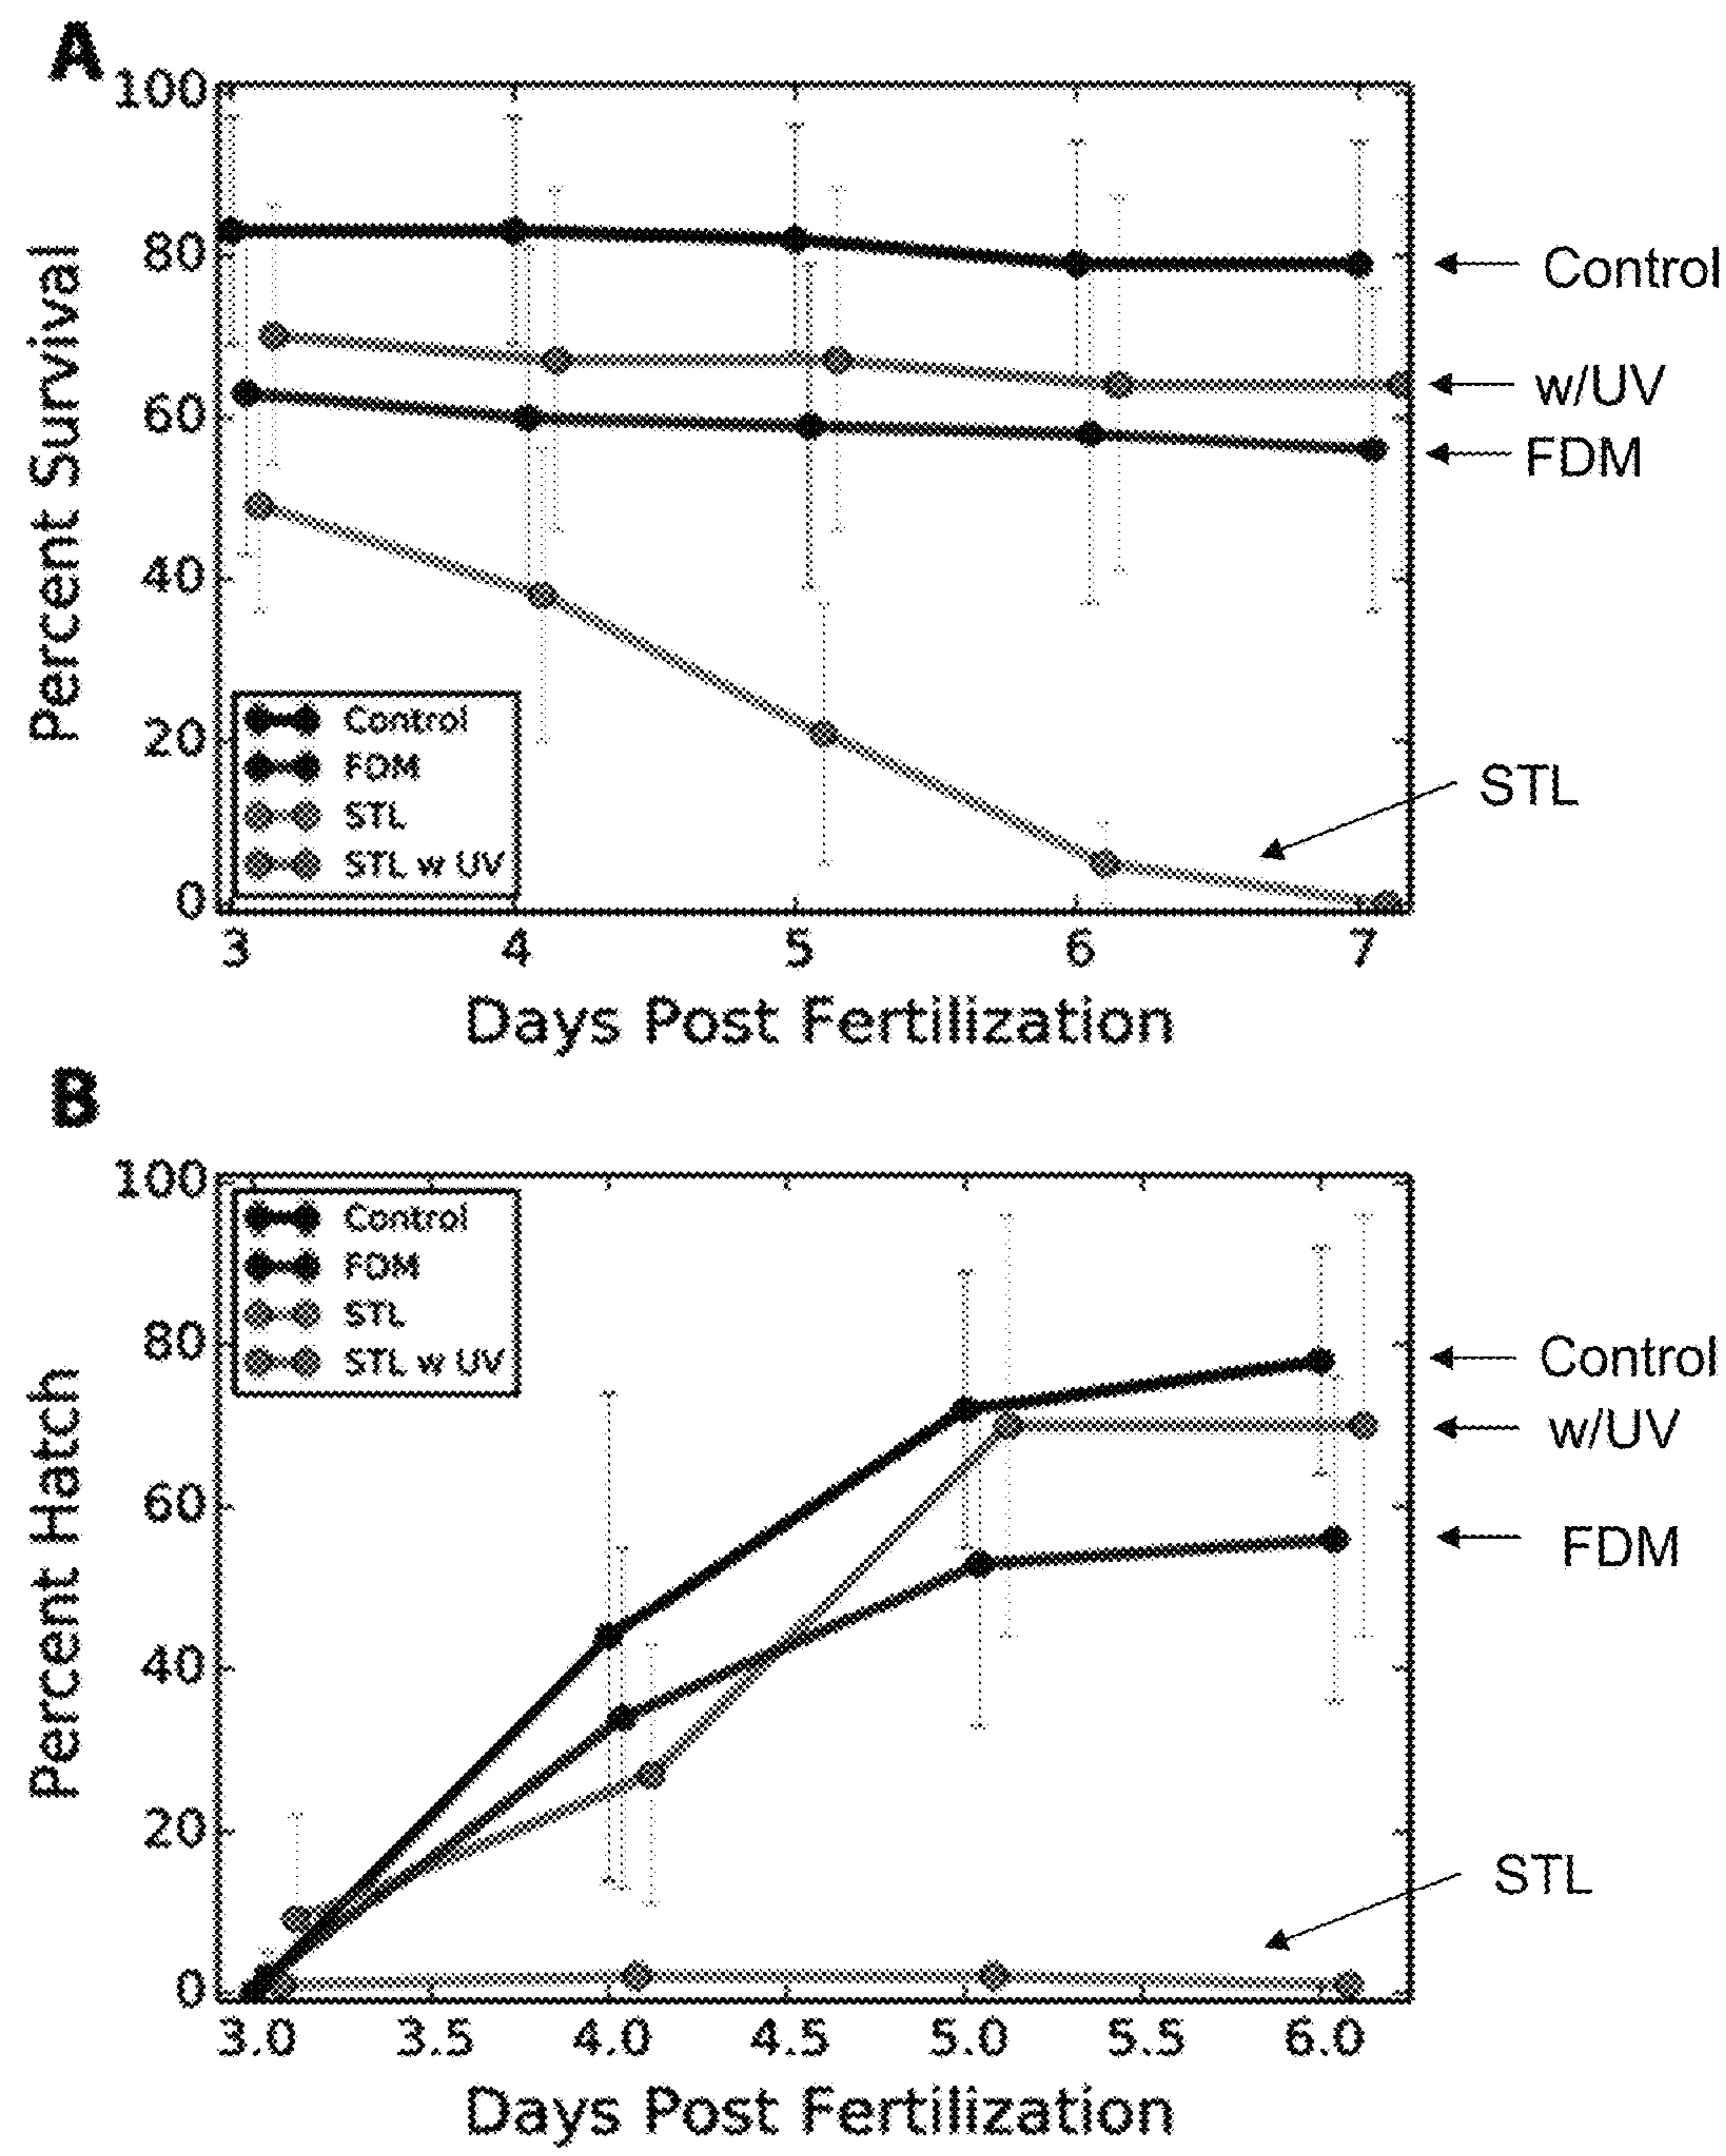 A
100
80
60
40
20
0
Percent Survival
Control
FDM
STL
STL w UV
Control
w/UV
FDM
STL
3 4 5 6 7
Days Post Fertilization
B
100
80
60
40
20
0
Percent Hatch
Control
FDM
STL
STL w UV
Control
w/UV
FDM
STL
3.0 3.5 4.0 4.5 5.0 5.5 6.0
Days Post Fertilization